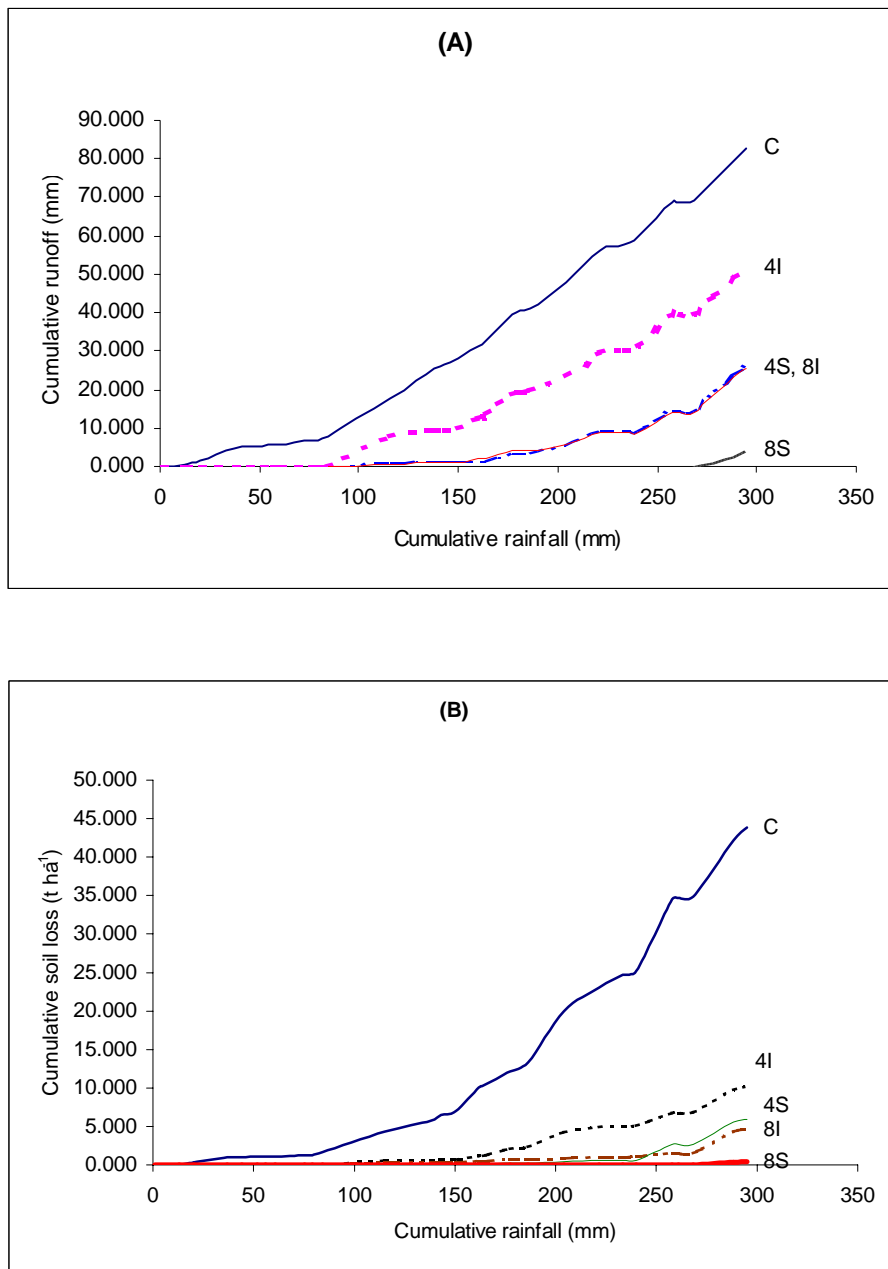 (A)
Cumulative runoff (mm)
90.000
80.000
70.000
60.000
50.000
40.000
30.000
20.000
10.000
0.000
C
4I
4S, 8I
8S
0 50 100 150 200 250 300 350
Cumulative rainfall (mm)
(B)
Cumulative soil loss (t ha-1)
50.000
45.000
40.000
35.000
30.000
25.000
20.000
15.000
10.000
5.000
0.000
C
4I
4S
8I
8S
0 50 100 150 200 250 300 350
Cumulative rainfall (mm)